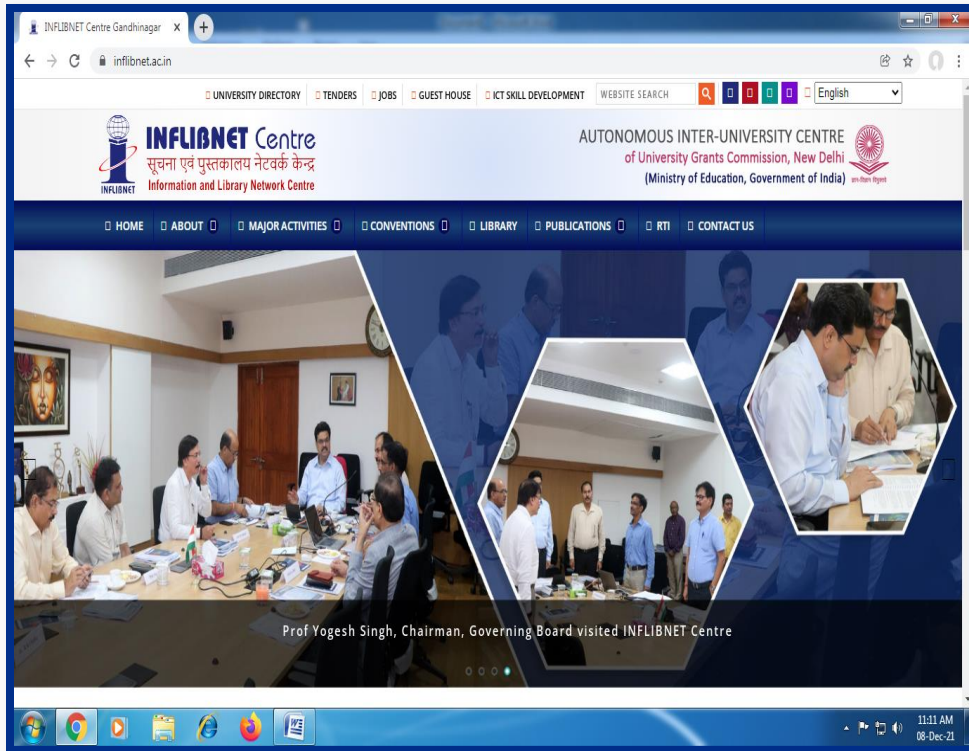 INFLIBNET Centre Gandhinagar
inflibnet.ac.in
UNIVERSITY DIRECTORY TENDERS JOBS GUEST HOUSE ICT SKILL DEVELOPMENT WEBSITE SEARCH English
INFLIBNET Centre
सूचना एवं पुस्तकालय नेटवर्क केन्द्र
Information and Library Network Centre
INFLIBNET
AUTONOMOUS INTER-UNIVERSITY CENTRE
of University Grants Commission, New Delhi
(Ministry of Education, Government of India)
HOME ABOUT MAJOR ACTIVITIES CONVENTIONS LIBRARY PUBLICATIONS RTI CONTACT US
Prof Yogesh Singh, Chairman, Governing Board visited INFLIBNET Centre
11:11 AM
08-Dec-21